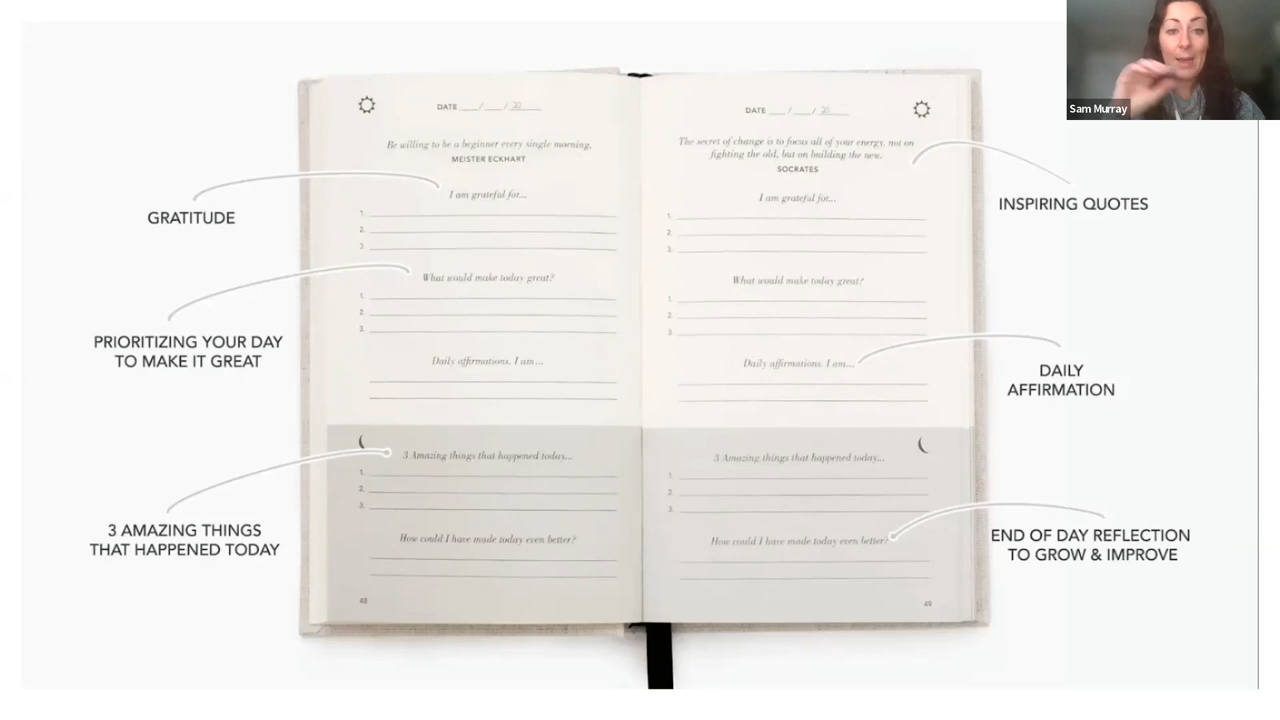 Sam Murray
DATE __/__/20__
Be willing to be a beginner every single morning.
MEISTER ECKHART
I am grateful for...
1.
2.
3.
What would make today great?
1.
2.
3.
Daily affirmations. I am...
3 Amazing things that happened today...
1.
2.
3.
How could I have made today even better?
48
DATE __/__/20__
The secret of change is to focus all of your energy, not on
fighting the old, but on building the new.
SOCRATES
I am grateful for...
1.
2.
3.
What would make today great?
1.
2.
3.
Daily affirmations. I am...
3 Amazing things that happened today...
1.
2.
3.
How could I have made today even better?
49
GRATITUDE
PRIORITIZING YOUR DAY
TO MAKE IT GREAT
3 AMAZING THINGS
THAT HAPPENED TODAY
INSPIRING QUOTES
DAILY
AFFIRMATION
END OF DAY REFLECTION
TO GROW & IMPROVE